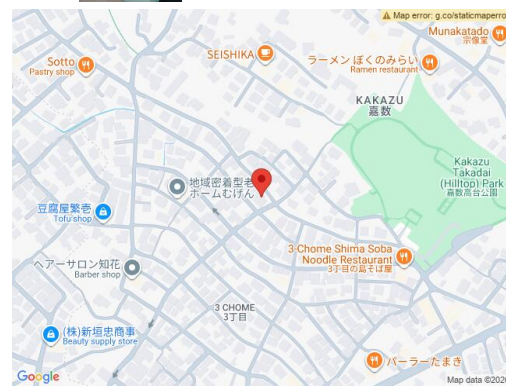 Map error: g.co/staticmaperro
Munakatado
宗像堂
Sotto
Pastry shop
SEISHIKA
ラーメン ぼくのみらい
Ramen restaurant
KAKAZU
嘉数
Kakazu
Takadai
(Hilltop) Park
嘉数高台公園
地域密着型老
ホームむげん
豆腐屋繁壱
Tofu shop
3 Chome Shima Soba
Noodle Restaurant
3丁目の島そば屋
ヘアーサロン知花
Barber shop
3 CHOME
3丁目
(株)新垣忠商事
Beauty supply store
パーラーたまき
Google
Map data ©2026